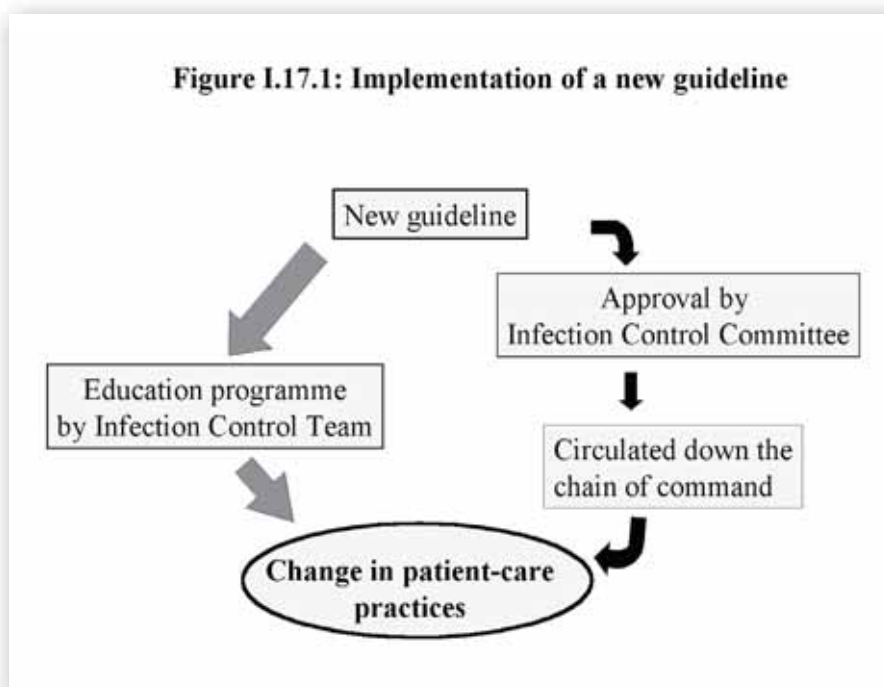 Figure I.17.1: Implementation of a new guideline
New guideline
Approval by
Infection Control Committee
Education programme
by Infection Control Team
Circulated down the
chain of command
Change in patient-care
practices